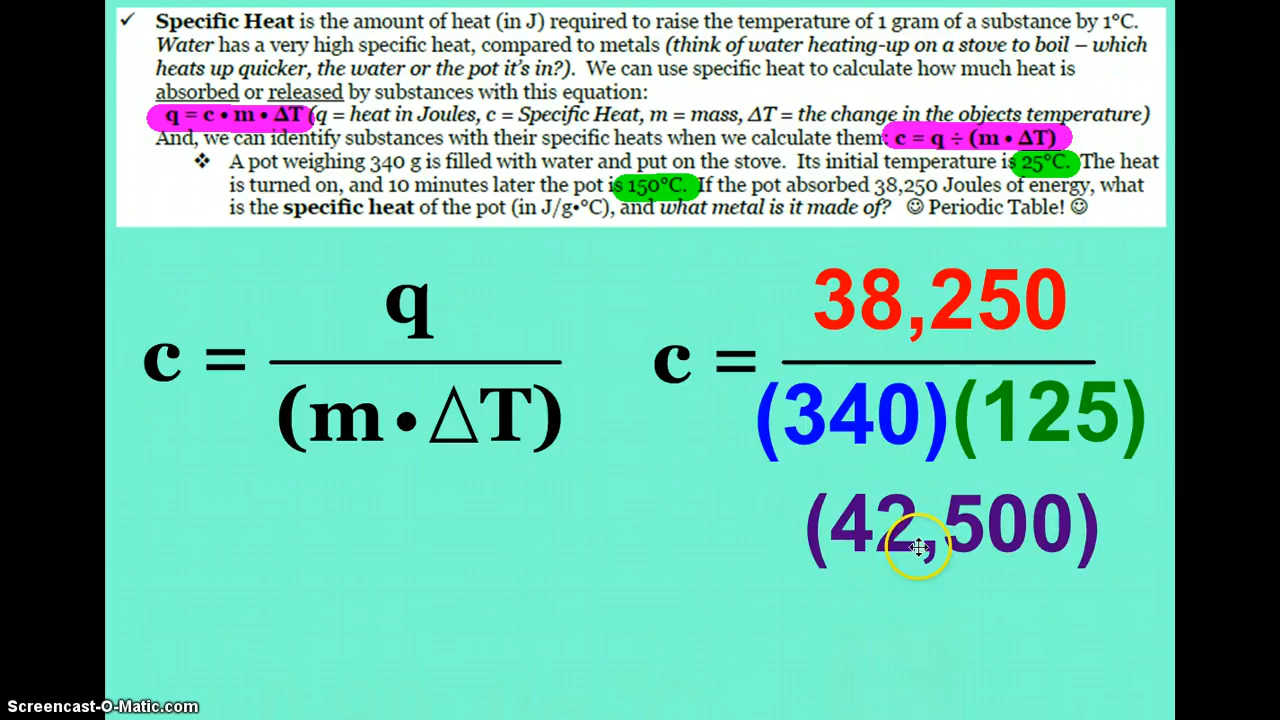 ✓ Specific Heat is the amount of heat (in J) required to raise the temperature of 1 gram of a substance by 1°C.
Water has a very high specific heat, compared to metals (think of water heating-up on a stove to boil – which
heats up quicker, the water or the pot it's in?). We can use specific heat to calculate how much heat is
absorbed or released by substances with this equation:
q = c • m • ΔT (q = heat in Joules, c = Specific Heat, m = mass, ΔT = the change in the objects temperature)
And, we can identify substances with their specific heats when we calculate them: c = q ÷ (m • ΔT)
❖ A pot weighing 340 g is filled with water and put on the stove. Its initial temperature is 25°C. The heat
is turned on, and 10 minutes later the pot is 150°C. If the pot absorbed 38,250 Joules of energy, what
is the specific heat of the pot (in J/g•°C), and what metal is it made of? ☺ Periodic Table! ☺
q
c =
(m • ΔT)
38,250
c =
(340)(125)
(42,500)
Screencast-O-Matic.com